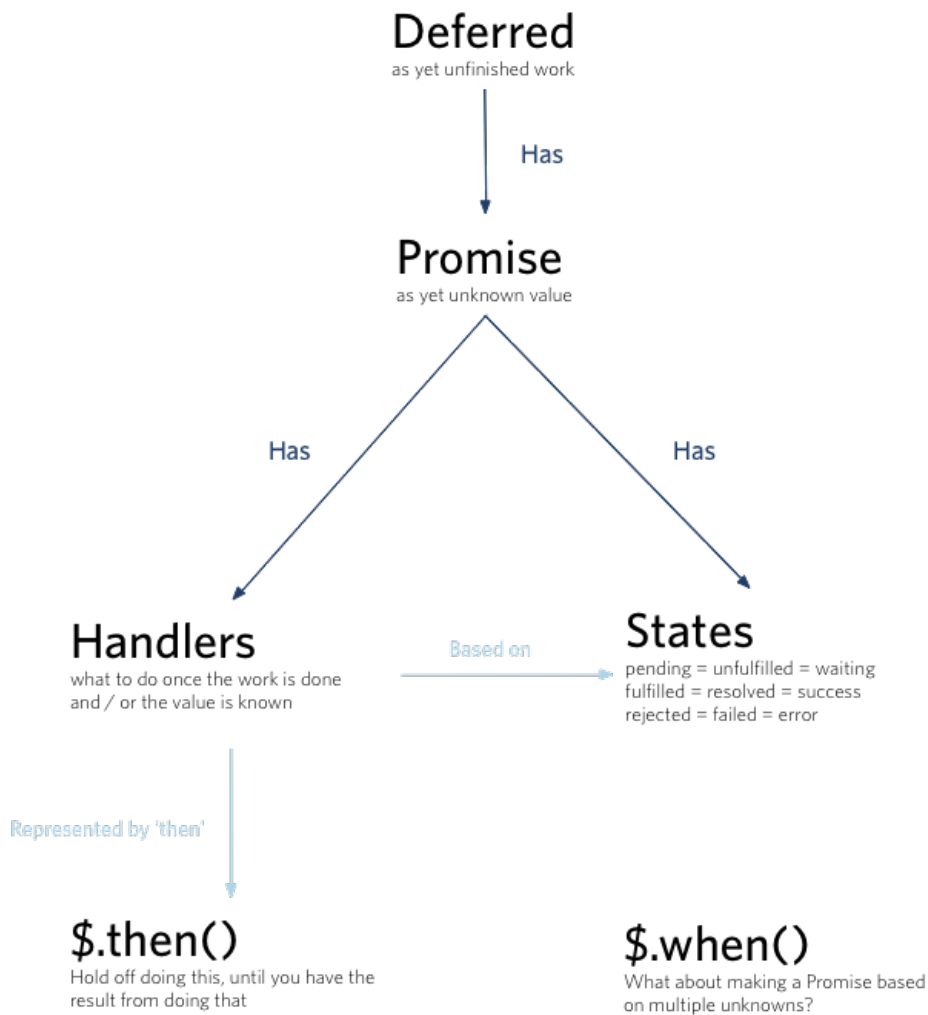 Deferred
as yet unfinished work
Has
Promise
as yet unknown value
Has
Has
Handlers
what to do once the work is done
and / or the value is known
Based on
States
pending = unfulfilled = waiting
fulfilled = resolved = success
rejected = failed = error
Represented by 'then'
$.then()
Hold off doing this, until you have the
result from doing that
$.when()
What about making a Promise based
on multiple unknowns?